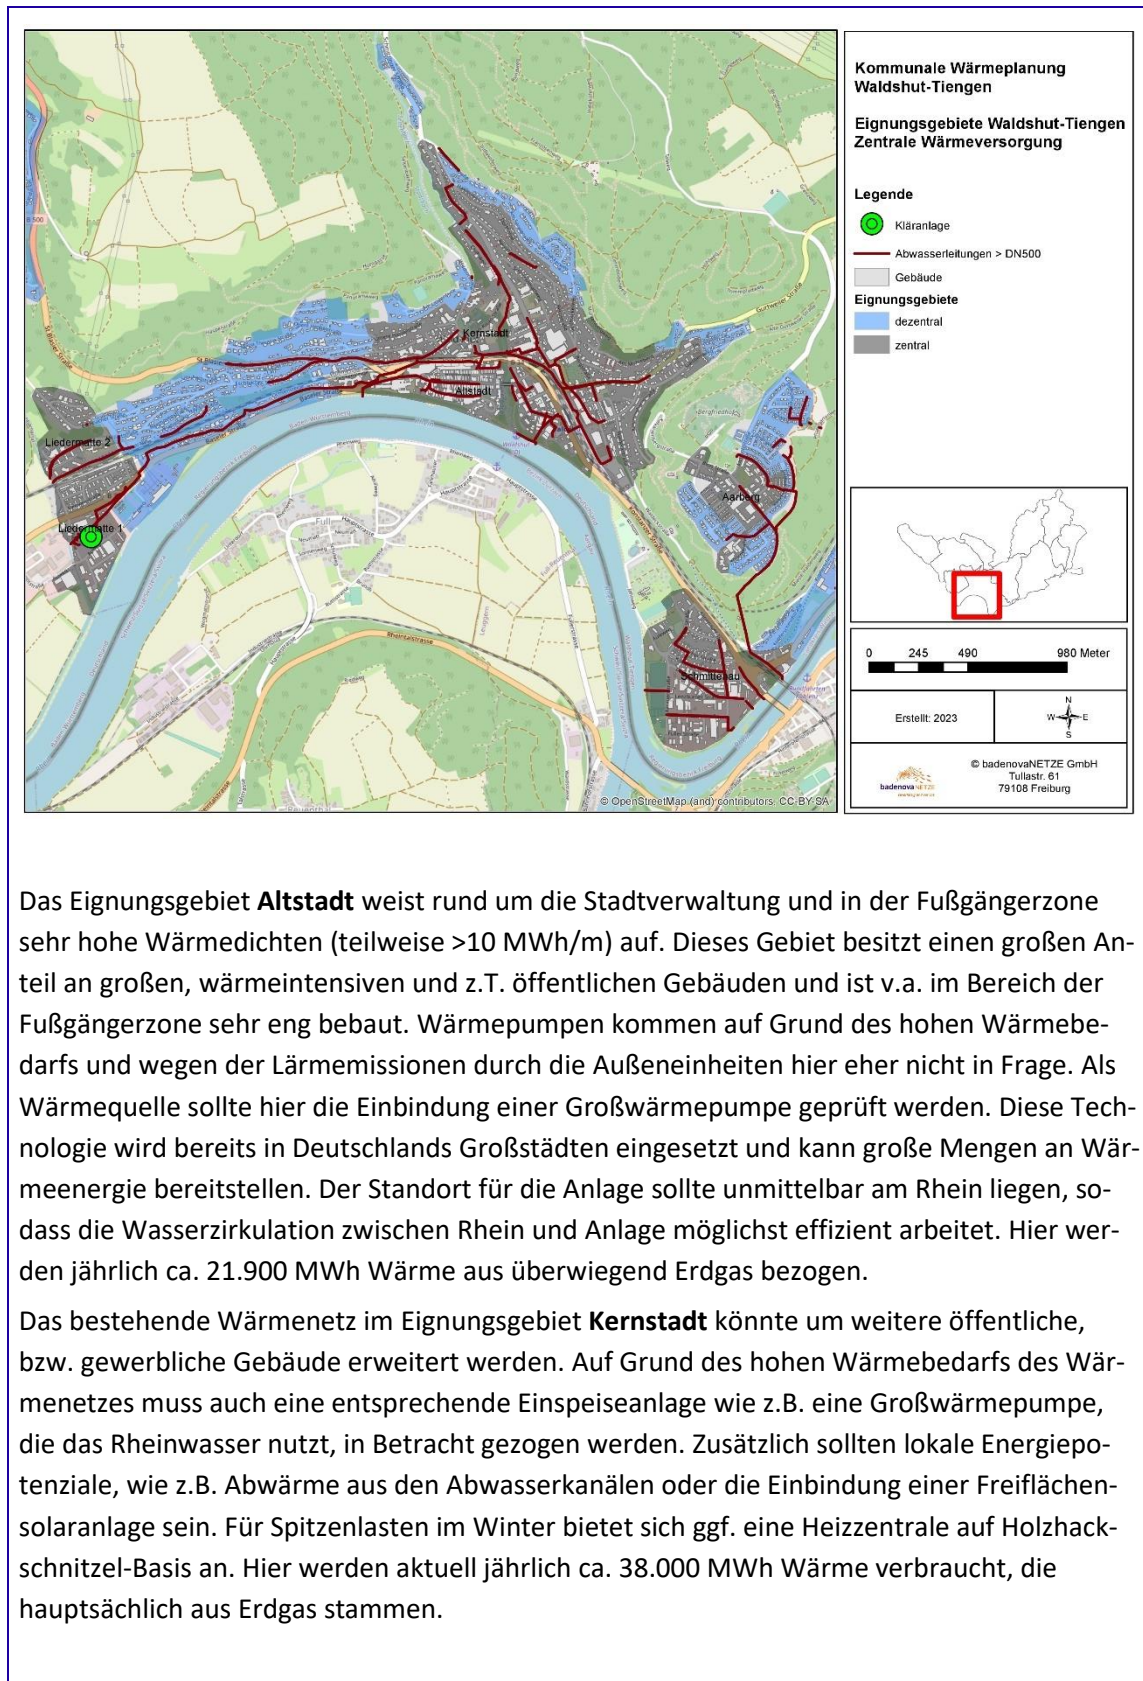 Kommunale Wärmeplanung
Waldshut-Tiengen
Eignungsgebiete Waldshut-Tiengen
Zentrale Wärmeversorgung
Legende
Kläranlage
Abwasserleitungen > DN500
Gebäude
Eignungsgebiete
dezentral
zentral
Kernstadt
Altstadt
Liedermatte 2
Liedermatte 1
Aarberg
Schmittenau
Full
0 245 490 980 Meter
Erstellt: 2023
N
W E
S
badenovaNETZE
© badenovaNETZE GmbH
Tullastr. 61
79108 Freiburg
© OpenStreetMap (and) contributors, CC-BY-SA
Das Eignungsgebiet Altstadt weist rund um die Stadtverwaltung und in der Fußgängerzone
sehr hohe Wärmedichten (teilweise >10 MWh/m) auf. Dieses Gebiet besitzt einen großen An-
teil an großen, wärmeintensiven und z.T. öffentlichen Gebäuden und ist v.a. im Bereich der
Fußgängerzone sehr eng bebaut. Wärmepumpen kommen auf Grund des hohen Wärmebe-
darfs und wegen der Lärmemissionen durch die Außeneinheiten hier eher nicht in Frage. Als
Wärmequelle sollte hier die Einbindung einer Großwärmepumpe geprüft werden. Diese Tech-
nologie wird bereits in Deutschlands Großstädten eingesetzt und kann große Mengen an Wär-
meenergie bereitstellen. Der Standort für die Anlage sollte unmittelbar am Rhein liegen, so-
dass die Wasserzirkulation zwischen Rhein und Anlage möglichst effizient arbeitet. Hier wer-
den jährlich ca. 21.900 MWh Wärme aus überwiegend Erdgas bezogen.
Das bestehende Wärmenetz im Eignungsgebiet Kernstadt könnte um weitere öffentliche,
bzw. gewerbliche Gebäude erweitert werden. Auf Grund des hohen Wärmebedarfs des Wär-
menetzes muss auch eine entsprechende Einspeiseanlage wie z.B. eine Großwärmepumpe,
die das Rheinwasser nutzt, in Betracht gezogen werden. Zusätzlich sollten lokale Energiepo-
tenziale, wie z.B. Abwärme aus den Abwasserkanälen oder die Einbindung einer Freiflächen-
solaranlage sein. Für Spitzenlasten im Winter bietet sich ggf. eine Heizzentrale auf Holzhack-
schnitzel-Basis an. Hier werden aktuell jährlich ca. 38.000 MWh Wärme verbraucht, die
hauptsächlich aus Erdgas stammen.